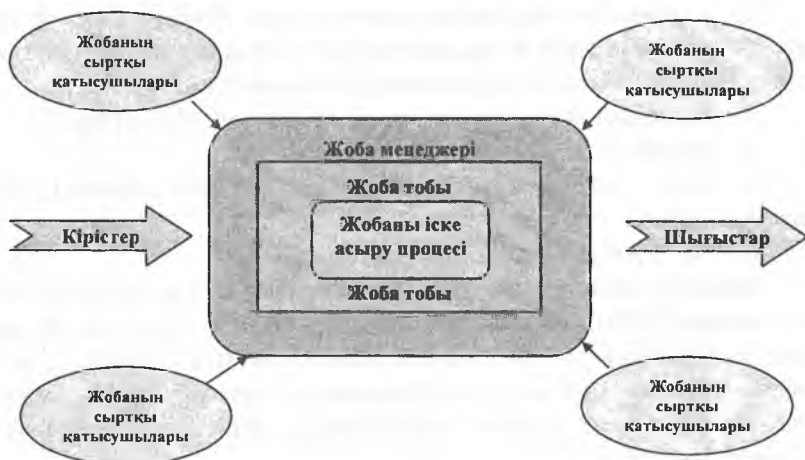 Жобаның
сыртқы
қатысушылары
Жобаның
сыртқы
қатысушылары
Жоба менеджері
Жоба тобы
Жобаны іске
асыру процесі
Жоба тобы
Кірістер
Шығыстар
Жобаның
сыртқы
қатысушылары
Жобаның
сыртқы
қатысушылары